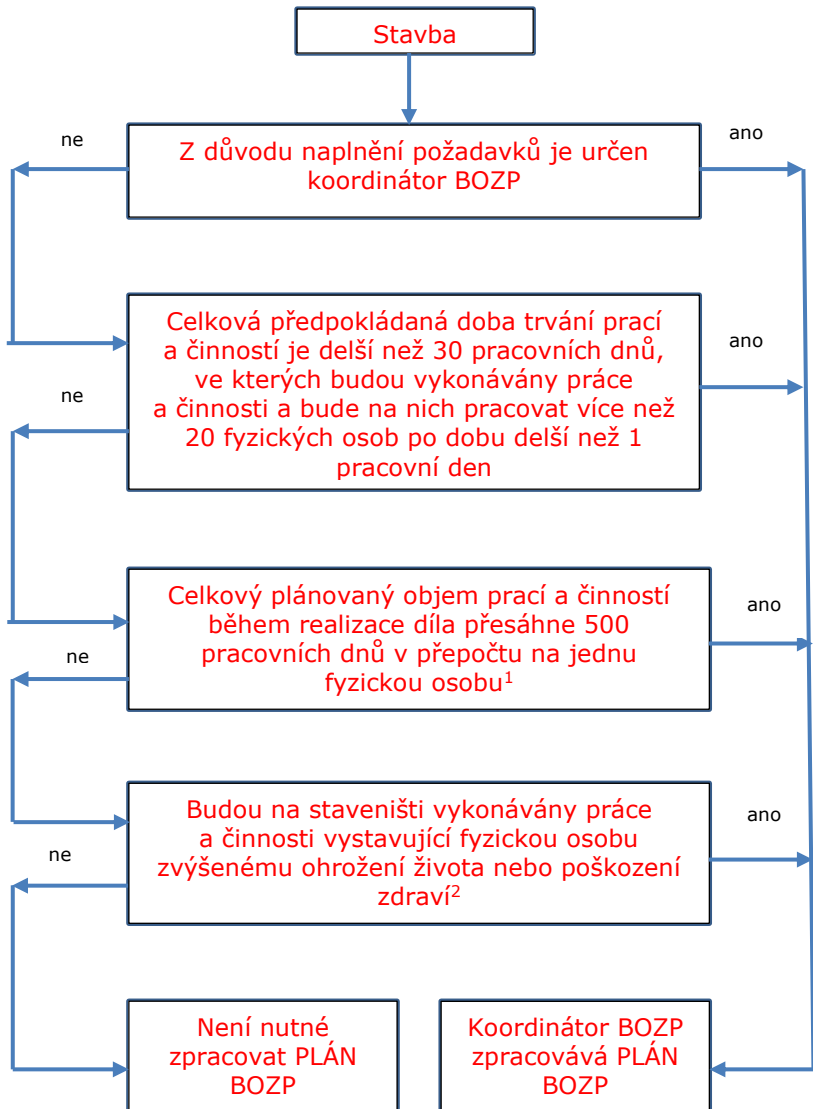 Stavba
ne
ano
Z důvodu naplnění požadavků je určen
koordinátor BOZP
Celková předpokládaná doba trvání prací
a činností je delší než 30 pracovních dnů,
ve kterých budou vykonávány práce
a činnosti a bude na nich pracovat více než
20 fyzických osob po dobu delší než 1
pracovní den
ano
ne
Celkový plánovaný objem prací a činností
během realizace díla přesáhne 500
pracovních dnů v přepočtu na jednu
fyzickou osobu¹
ano
ne
Budou na staveništi vykonávány práce
a činnosti vystavující fyzickou osobu
zvýšenému ohrožení života nebo poškození
zdraví²
ano
ne
Není nutné
zpracovat PLÁN
BOZP
Koordinátor BOZP
zpracovává PLÁN
BOZP